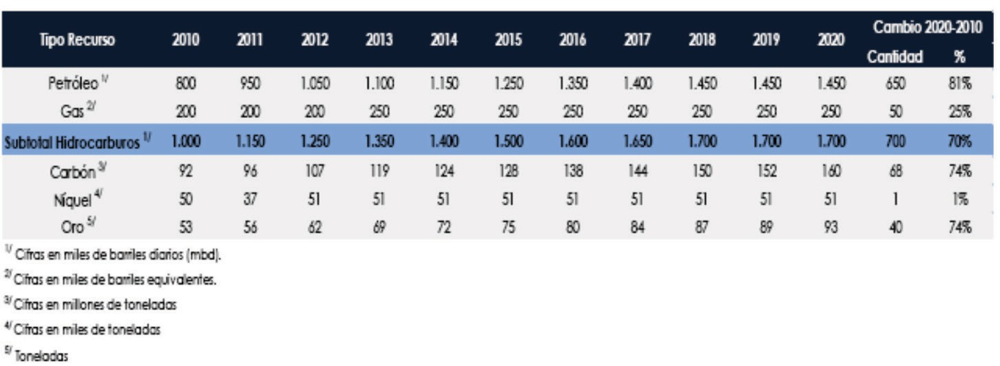 Tipo Recurso 2010 2011 2012 2013 2014 2015 2016 2017 2018 2019 2020 Cambio 2020-2010
Cantidad %
Petróleo 1/ 800 950 1.050 1.100 1.150 1.250 1.350 1.400 1.450 1.450 1.450 650 81%
Gas 2/ 200 200 200 250 250 250 250 250 250 250 250 50 25%
Subtotal Hidrocarburos 1/ 1.000 1.150 1.250 1.350 1.400 1.500 1.600 1.650 1.700 1.700 1.700 700 70%
Carbón 3/ 92 96 107 119 124 128 138 144 150 152 160 68 74%
Níquel 4/ 50 37 51 51 51 51 51 51 51 51 51 1 1%
Oro 5/ 53 56 62 69 72 75 80 84 87 89 93 40 74%
1/ Cifras en miles de barriles diarios (mbd).
2/ Cifras en miles de barriles equivalentes.
3/ Cifras en millones de toneladas
4/ Cifras en miles de toneladas
5/ Toneladas